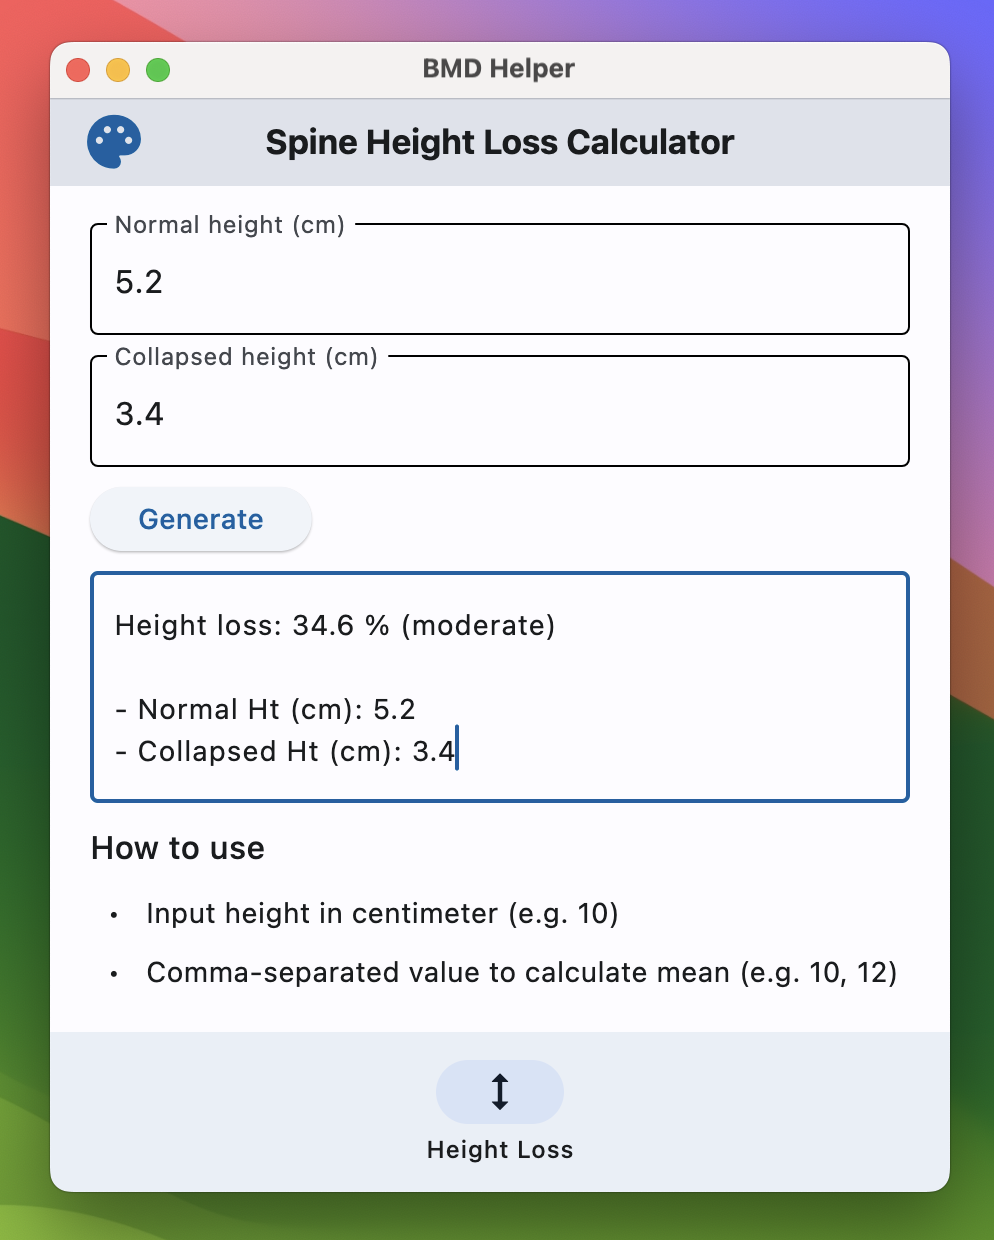 BMD Helper
Spine Height Loss Calculator
Normal height (cm)
5.2
Collapsed height (cm)
3.4
Generate
Height loss: 34.6 % (moderate)
- Normal Ht (cm): 5.2
- Collapsed Ht (cm): 3.4
How to use
• Input height in centimeter (e.g. 10)
• Comma-separated value to calculate mean (e.g. 10, 12)
Height Loss